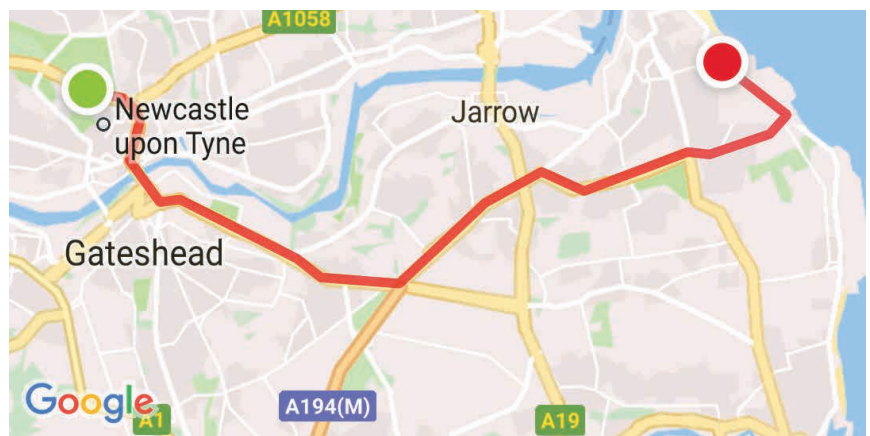 A1058
Newcastle
upon Tyne
Jarrow
Gateshead
Google
A1
A194(M)
A19